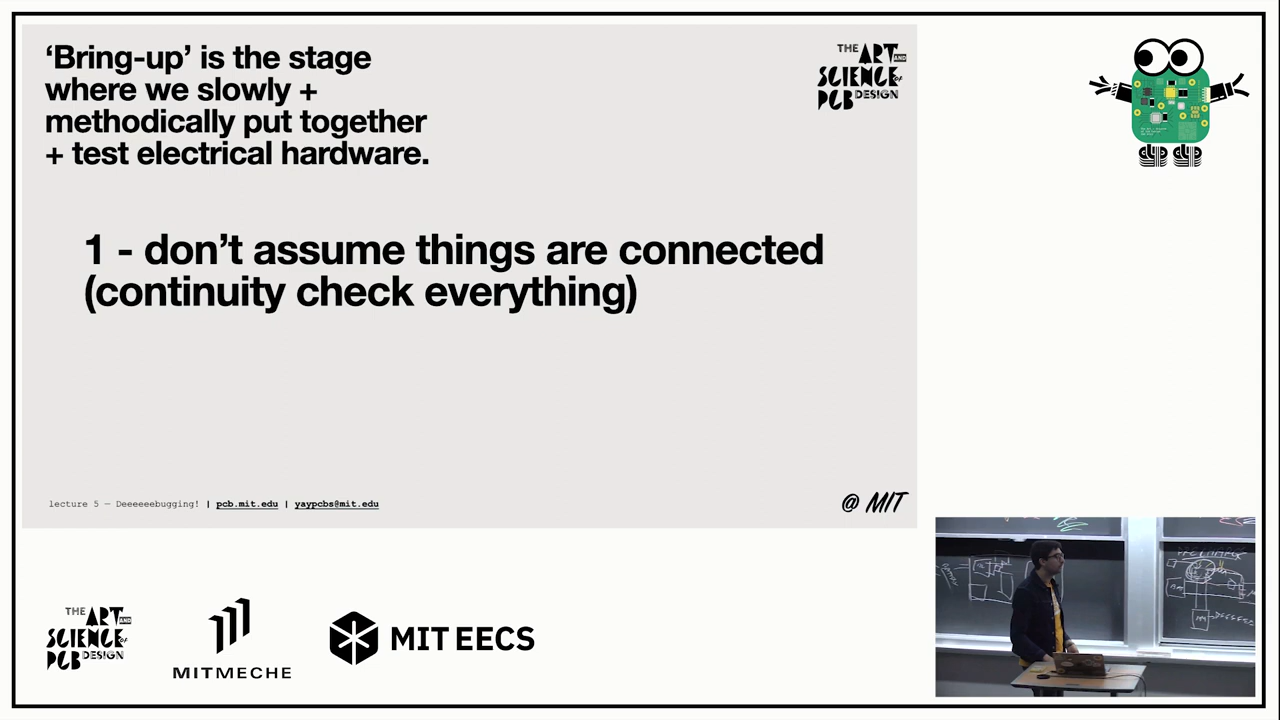 ‘Bring-up’ is the stage
where we slowly +
methodically put together
+ test electrical hardware.
THE ART AND
SCIENCE OF
PCB DESIGN
1 - don’t assume things are connected
(continuity check everything)
lecture 5 — Deeeeeebugging! | pcb.mit.edu | yaypcbs@mit.edu
@ MIT
THE ART AND
SCIENCE OF
PCB DESIGN
MITMECHE
MIT EECS